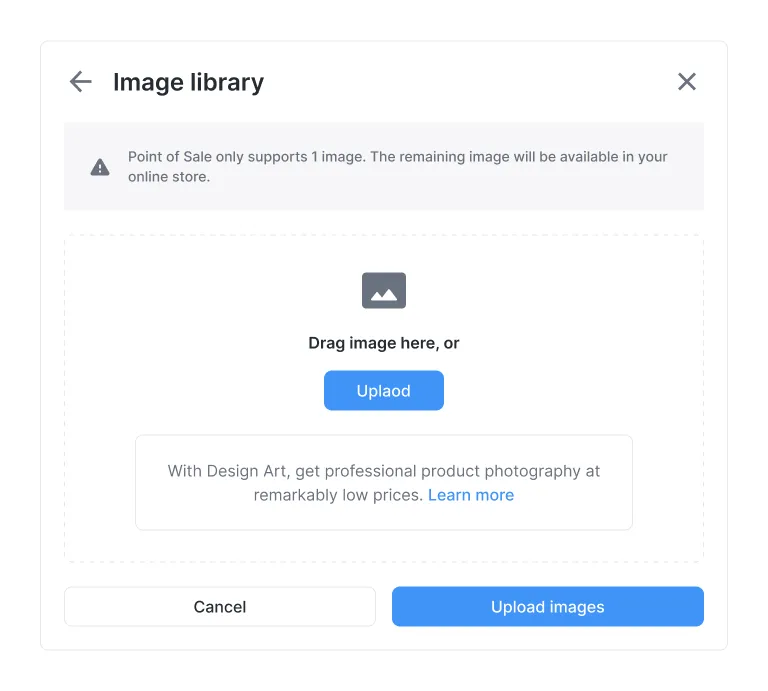 Image library
Point of Sale only supports 1 image. The remaining image will be available in your
online store.
Drag image here, or
Uplaod
With Design Art, get professional product photography at
remarkably low prices. Learn more
Cancel
Upload images